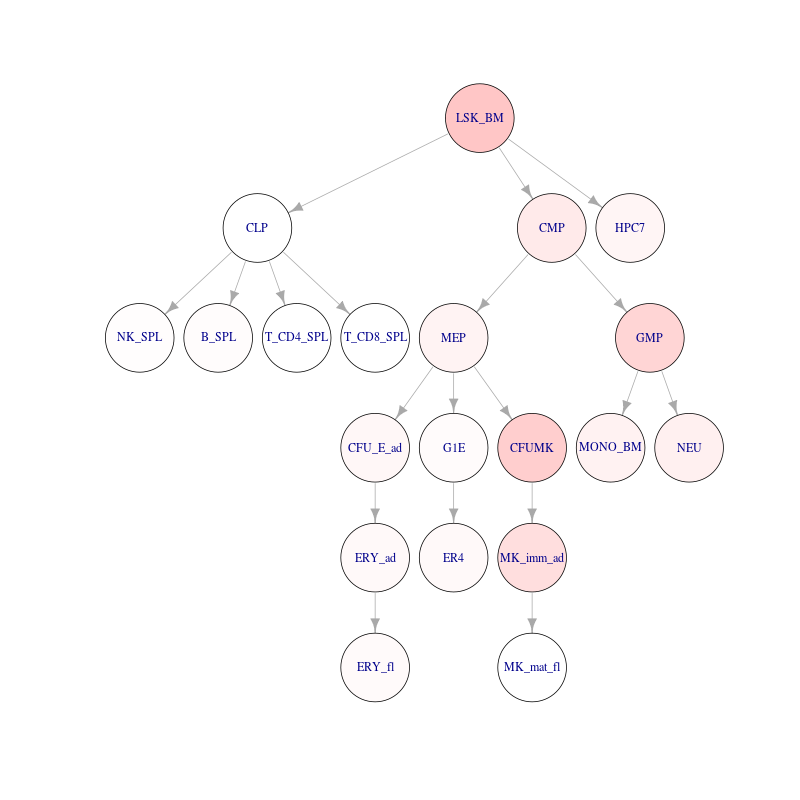 LSK_BM
CLP
CMP
HPC7
NK_SPL
B_SPL
T_CD4_SPL
T_CD8_SPL
MEP
GMP
CFU_E_ad
G1E
CFUMK
MONO_BM
NEU
ERY_ad
ER4
MK_imm_ad
ERY_fl
MK_mat_fl